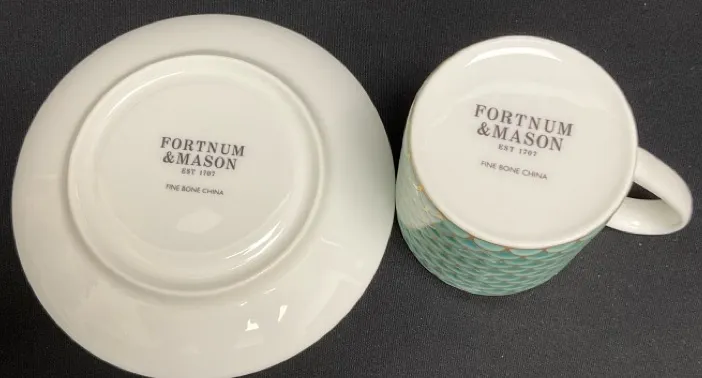 FORTNUM
&MASON
EST 1707
FINE BONE CHINA
FORTNUM
&MASON
EST 1707
FINE BONE CHINA